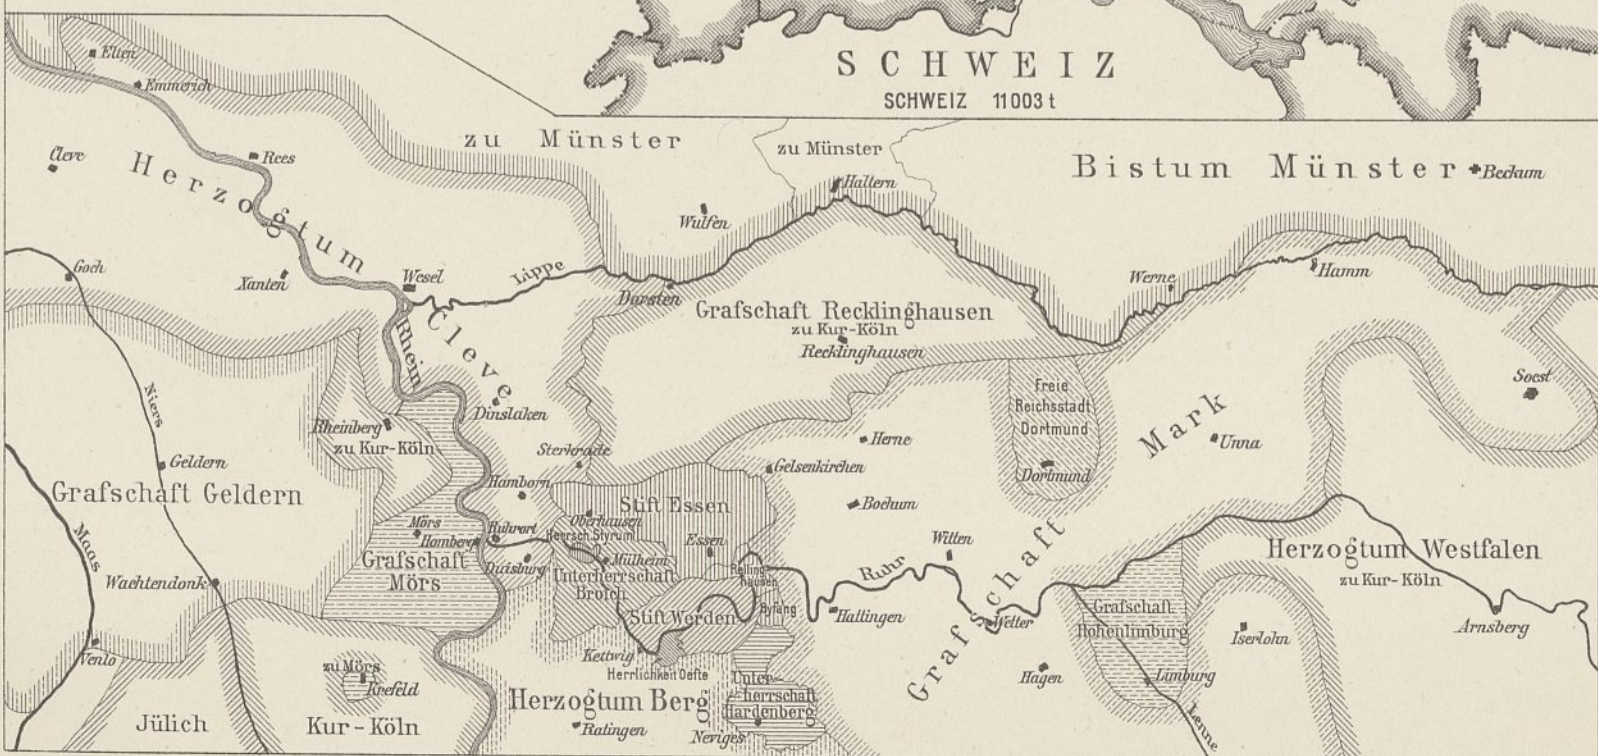 SCHWEIZ
SCHWEIZ 11003 t
Elten
Emmerich
zu Münster
zu Münster
Bistum Münster
Beckum
Cleve
Rees
Herzogtum Cleve
Haltern
Wulfen
Goch
Xanten
Wesel
Lippe
Dorsten
Werne
Hamm
Grafschaft Recklinghausen
zu Kur-Köln
Recklinghausen
Rhein
Freie
Reichsstadt
Dortmund
Dortmund
Soest
Niers
Rheinberg
zu Kur-Köln
Dinslaken
Sterkrade
Herne
Gelsenkirchen
Grafschaft Mark
Unna
Geldern
Grafschaft Geldern
Hamborn
Stift Essen
Bochum
Maas
Mörs
Homberg
Ruhrort
Oberhausen
Herrsch. Styrum
Essen
Witten
Grafschaft
Mörs
Duisburg
Mülheim
Unterherrschaft
Broich
Relling-
hausen
Ruhr
Herzogtum Westfalen
zu Kur-Köln
Wachtendonk
Stift Werden
Byfang
Hattingen
Wetter
Grafschaft
Hohenlimburg
Iserlohn
Arnsberg
Venlo
Kettwig
Herrlichkeit Oefte
zu Mörs
Krefeld
Unter-
herrschaft
Hardenberg
Hagen
Limburg
Jülich
Kur-Köln
Herzogtum Berg
Ratingen
Neviges
Lenne